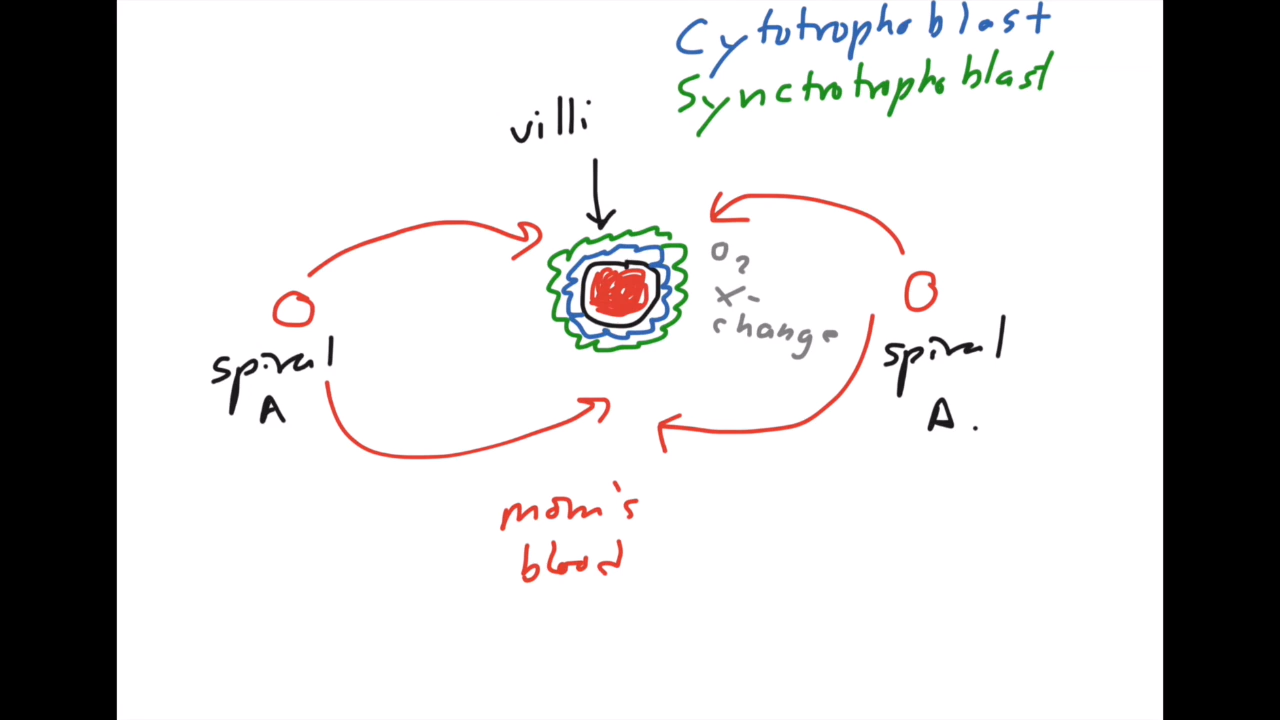 Cytotrophoblast
Synctrotrophoblast
villi
O2
x-
change
spiral
A
spiral
A.
mom's
blood